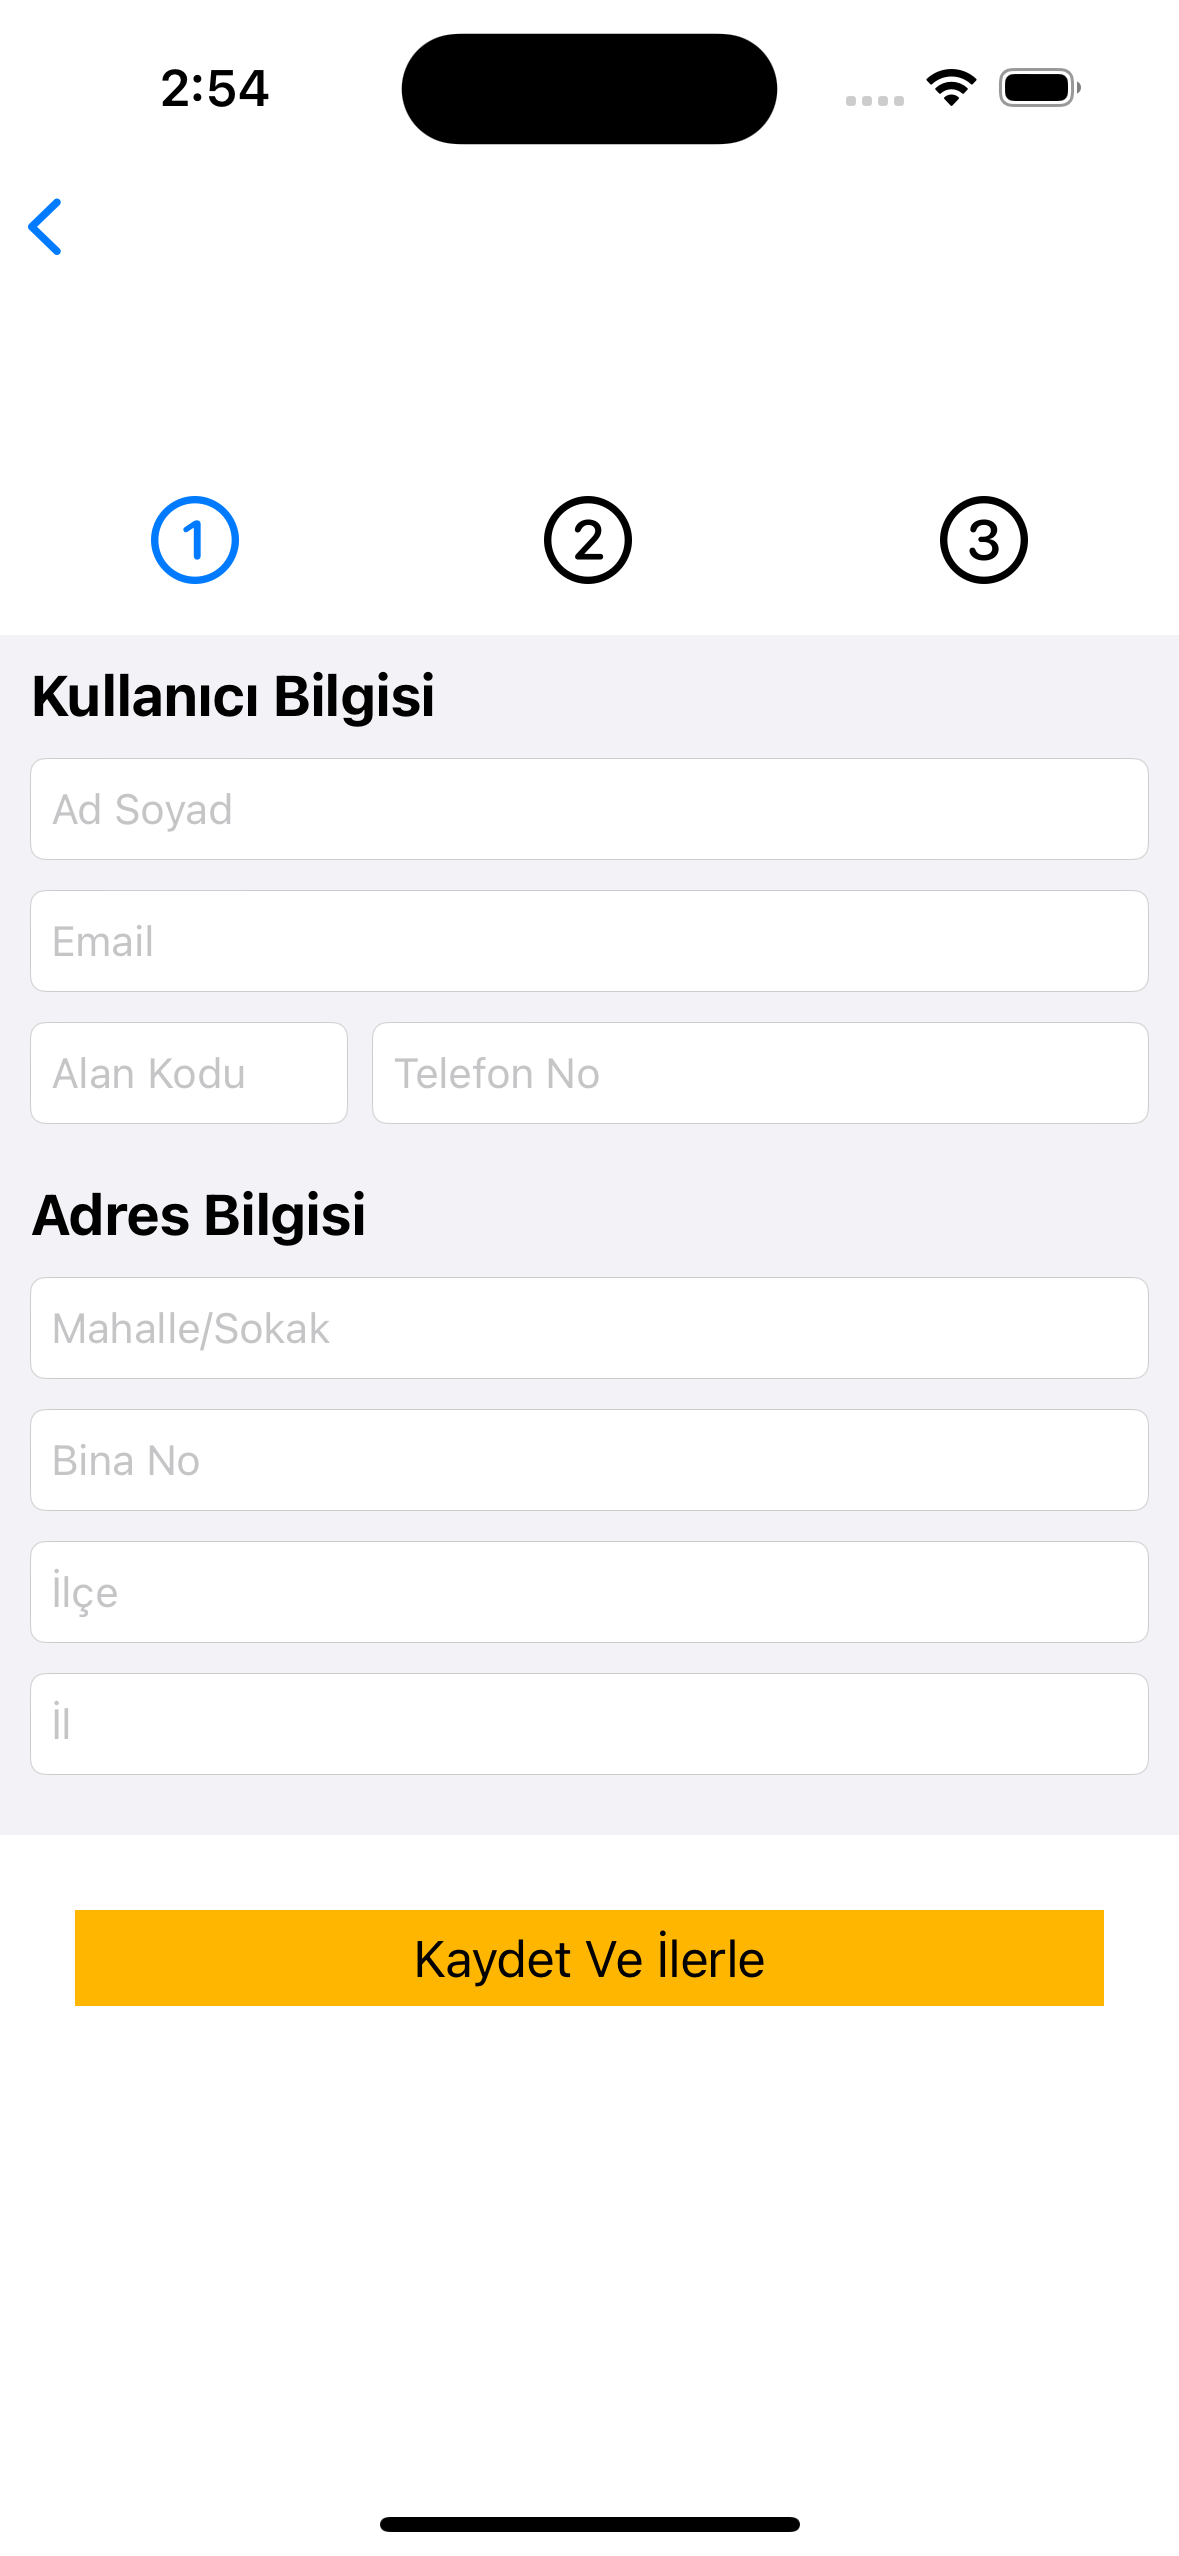 2:54
1 2 3
Kullanıcı Bilgisi
Ad Soyad
Email
Alan Kodu Telefon No
Adres Bilgisi
Mahalle/Sokak
Bina No
İlçe
İl
Kaydet Ve İlerle